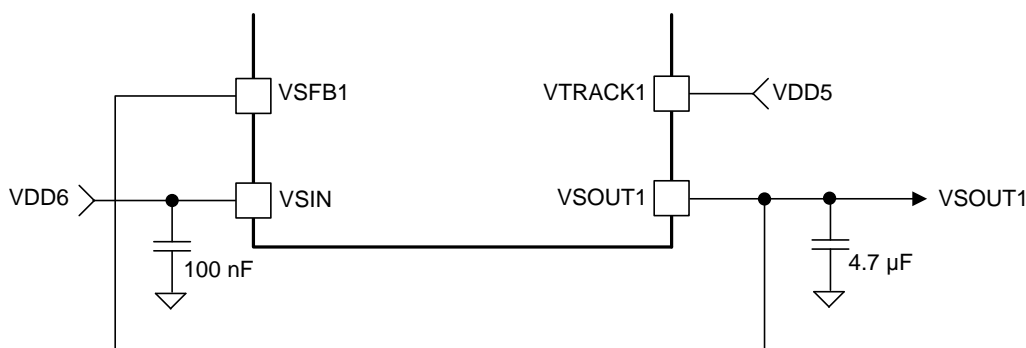 VSFB1
VTRACK1
VDD5
VDD6
VSIN
VSOUT1
VSOUT1
100 nF
4.7 µF